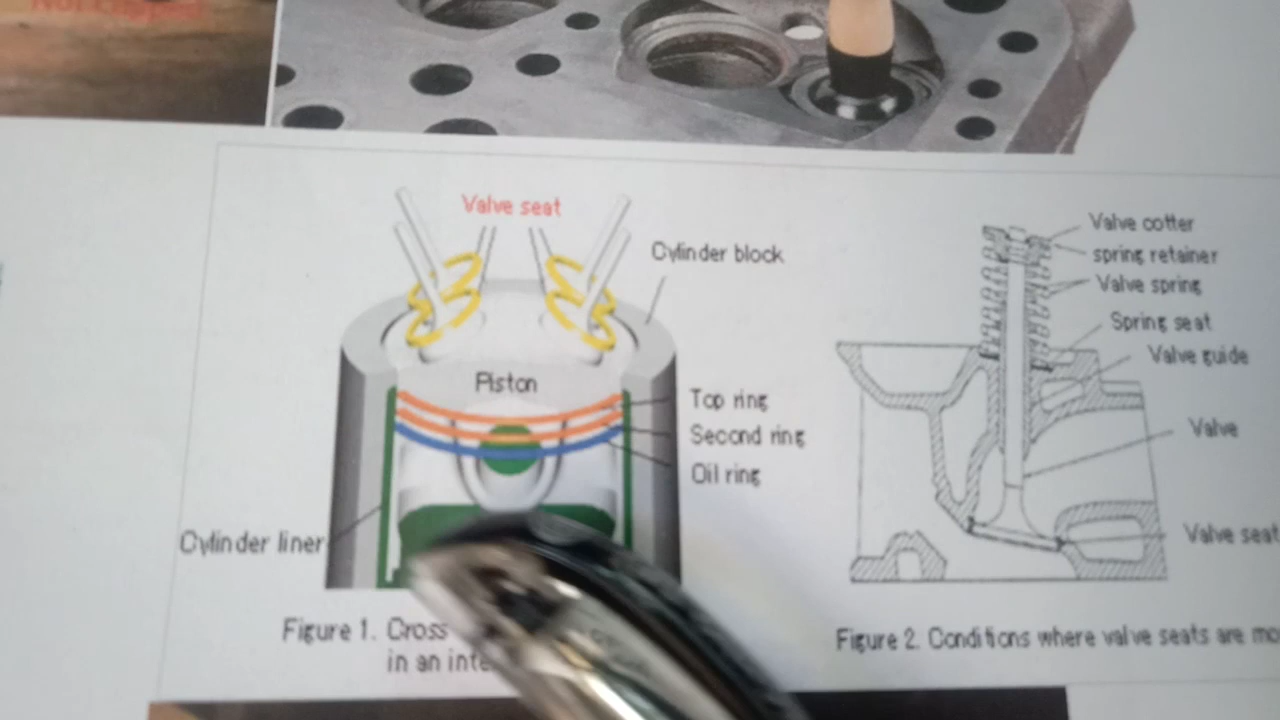 Not clipped
Valve seat
Cylinder block
Piston
Top ring
Second ring
Oil ring
Cylinder liner
Figure 1. Cross
in an inte
Valve cotter
spring retainer
Valve spring
Spring seat
Valve guide
Valve
Valve seat
Figure 2. Conditions where valve seats are mo